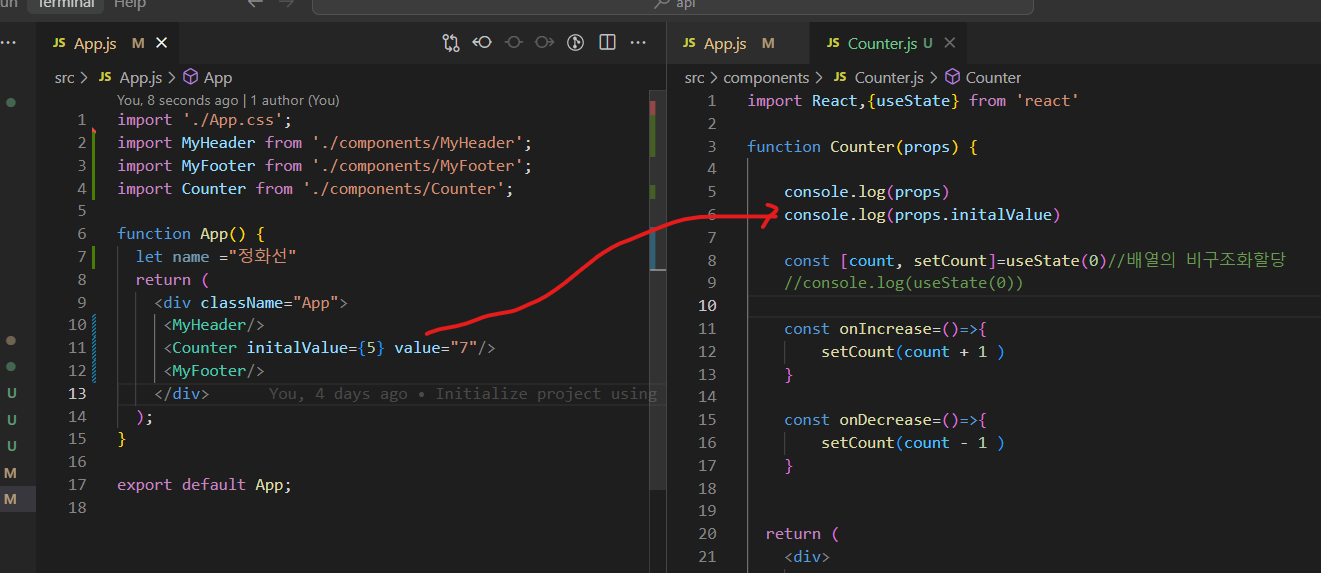 un Terminal Help api
JS App.js M
src > JS App.js > App
You, 8 seconds ago | 1 author (You)
1 import './App.css';
2 import MyHeader from './components/MyHeader';
3 import MyFooter from './components/MyFooter';
4 import Counter from './components/Counter';
5
6 function App() {
7 let name ="정화선"
8 return (
9 <div className="App">
10 <MyHeader/>
11 <Counter initalValue={5} value="7"/>
12 <MyFooter/>
13 </div> You, 4 days ago • Initialize project using
14 );
15 }
16
17 export default App;
18
U
U
U
M
M
JS App.js M JS Counter.js U
src > components > JS Counter.js > Counter
1 import React,{useState} from 'react'
2
3 function Counter(props) {
4
5 console.log(props)
6 console.log(props.initalValue)
7
8 const [count, setCount]=useState(0)//배열의 비구조화할당
9 //console.log(useState(0))
10
11 const onIncrease=()=>{
12 setCount(count + 1 )
13 }
14
15 const onDecrease=()=>{
16 setCount(count - 1 )
17 }
18
19
20 return (
21 <div>